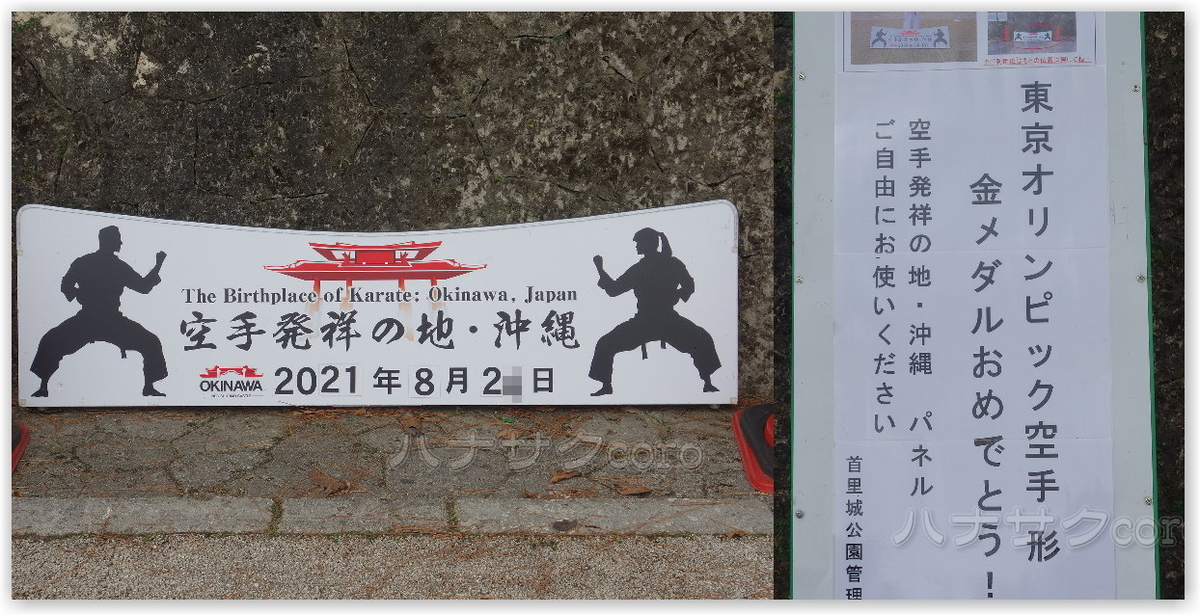 The Birthplace of Karate: Okinawa, Japan
空手発祥の地・沖縄
OKINAWA
2021年8月2日
ハナサクcoro
東京オリンピック空手 形
金メダルおめでとう！
空手発祥の地・沖縄 パネル
ご自由にお使いください
首里城公園管理
ハナサクcor